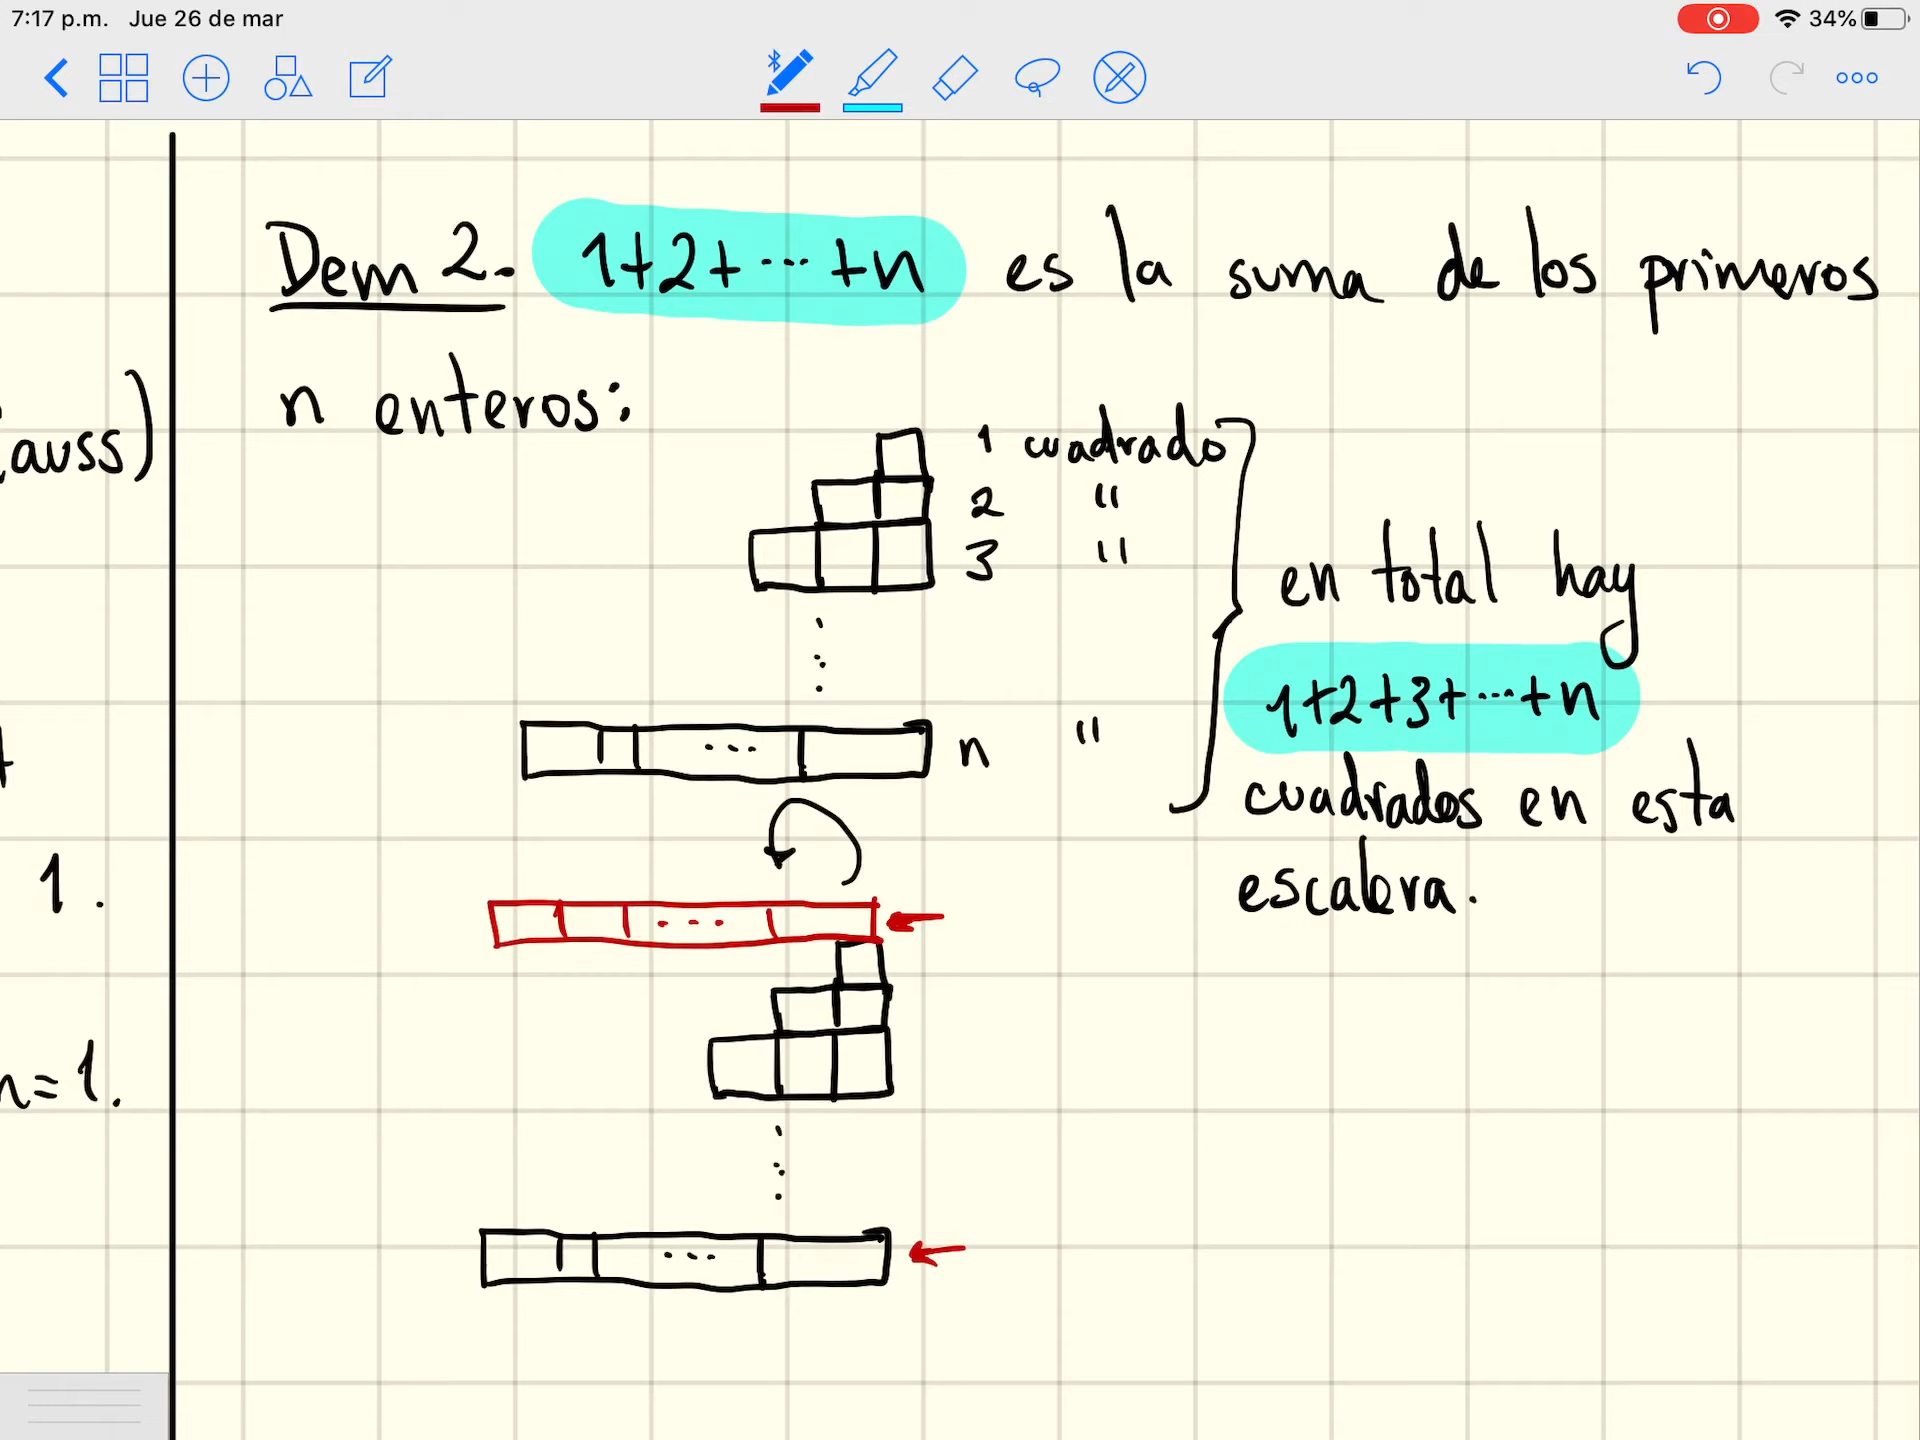 7:17 p.m. Jue 26 de mar
34%
Dem 2. 1+2+...+n es la suma de los primeros
n enteros:
auss)
1 cuadrado
2 "
3 "
n "
en total hay
1+2+3+...+n
cuadrados en esta
escalera.
1.
n=1.